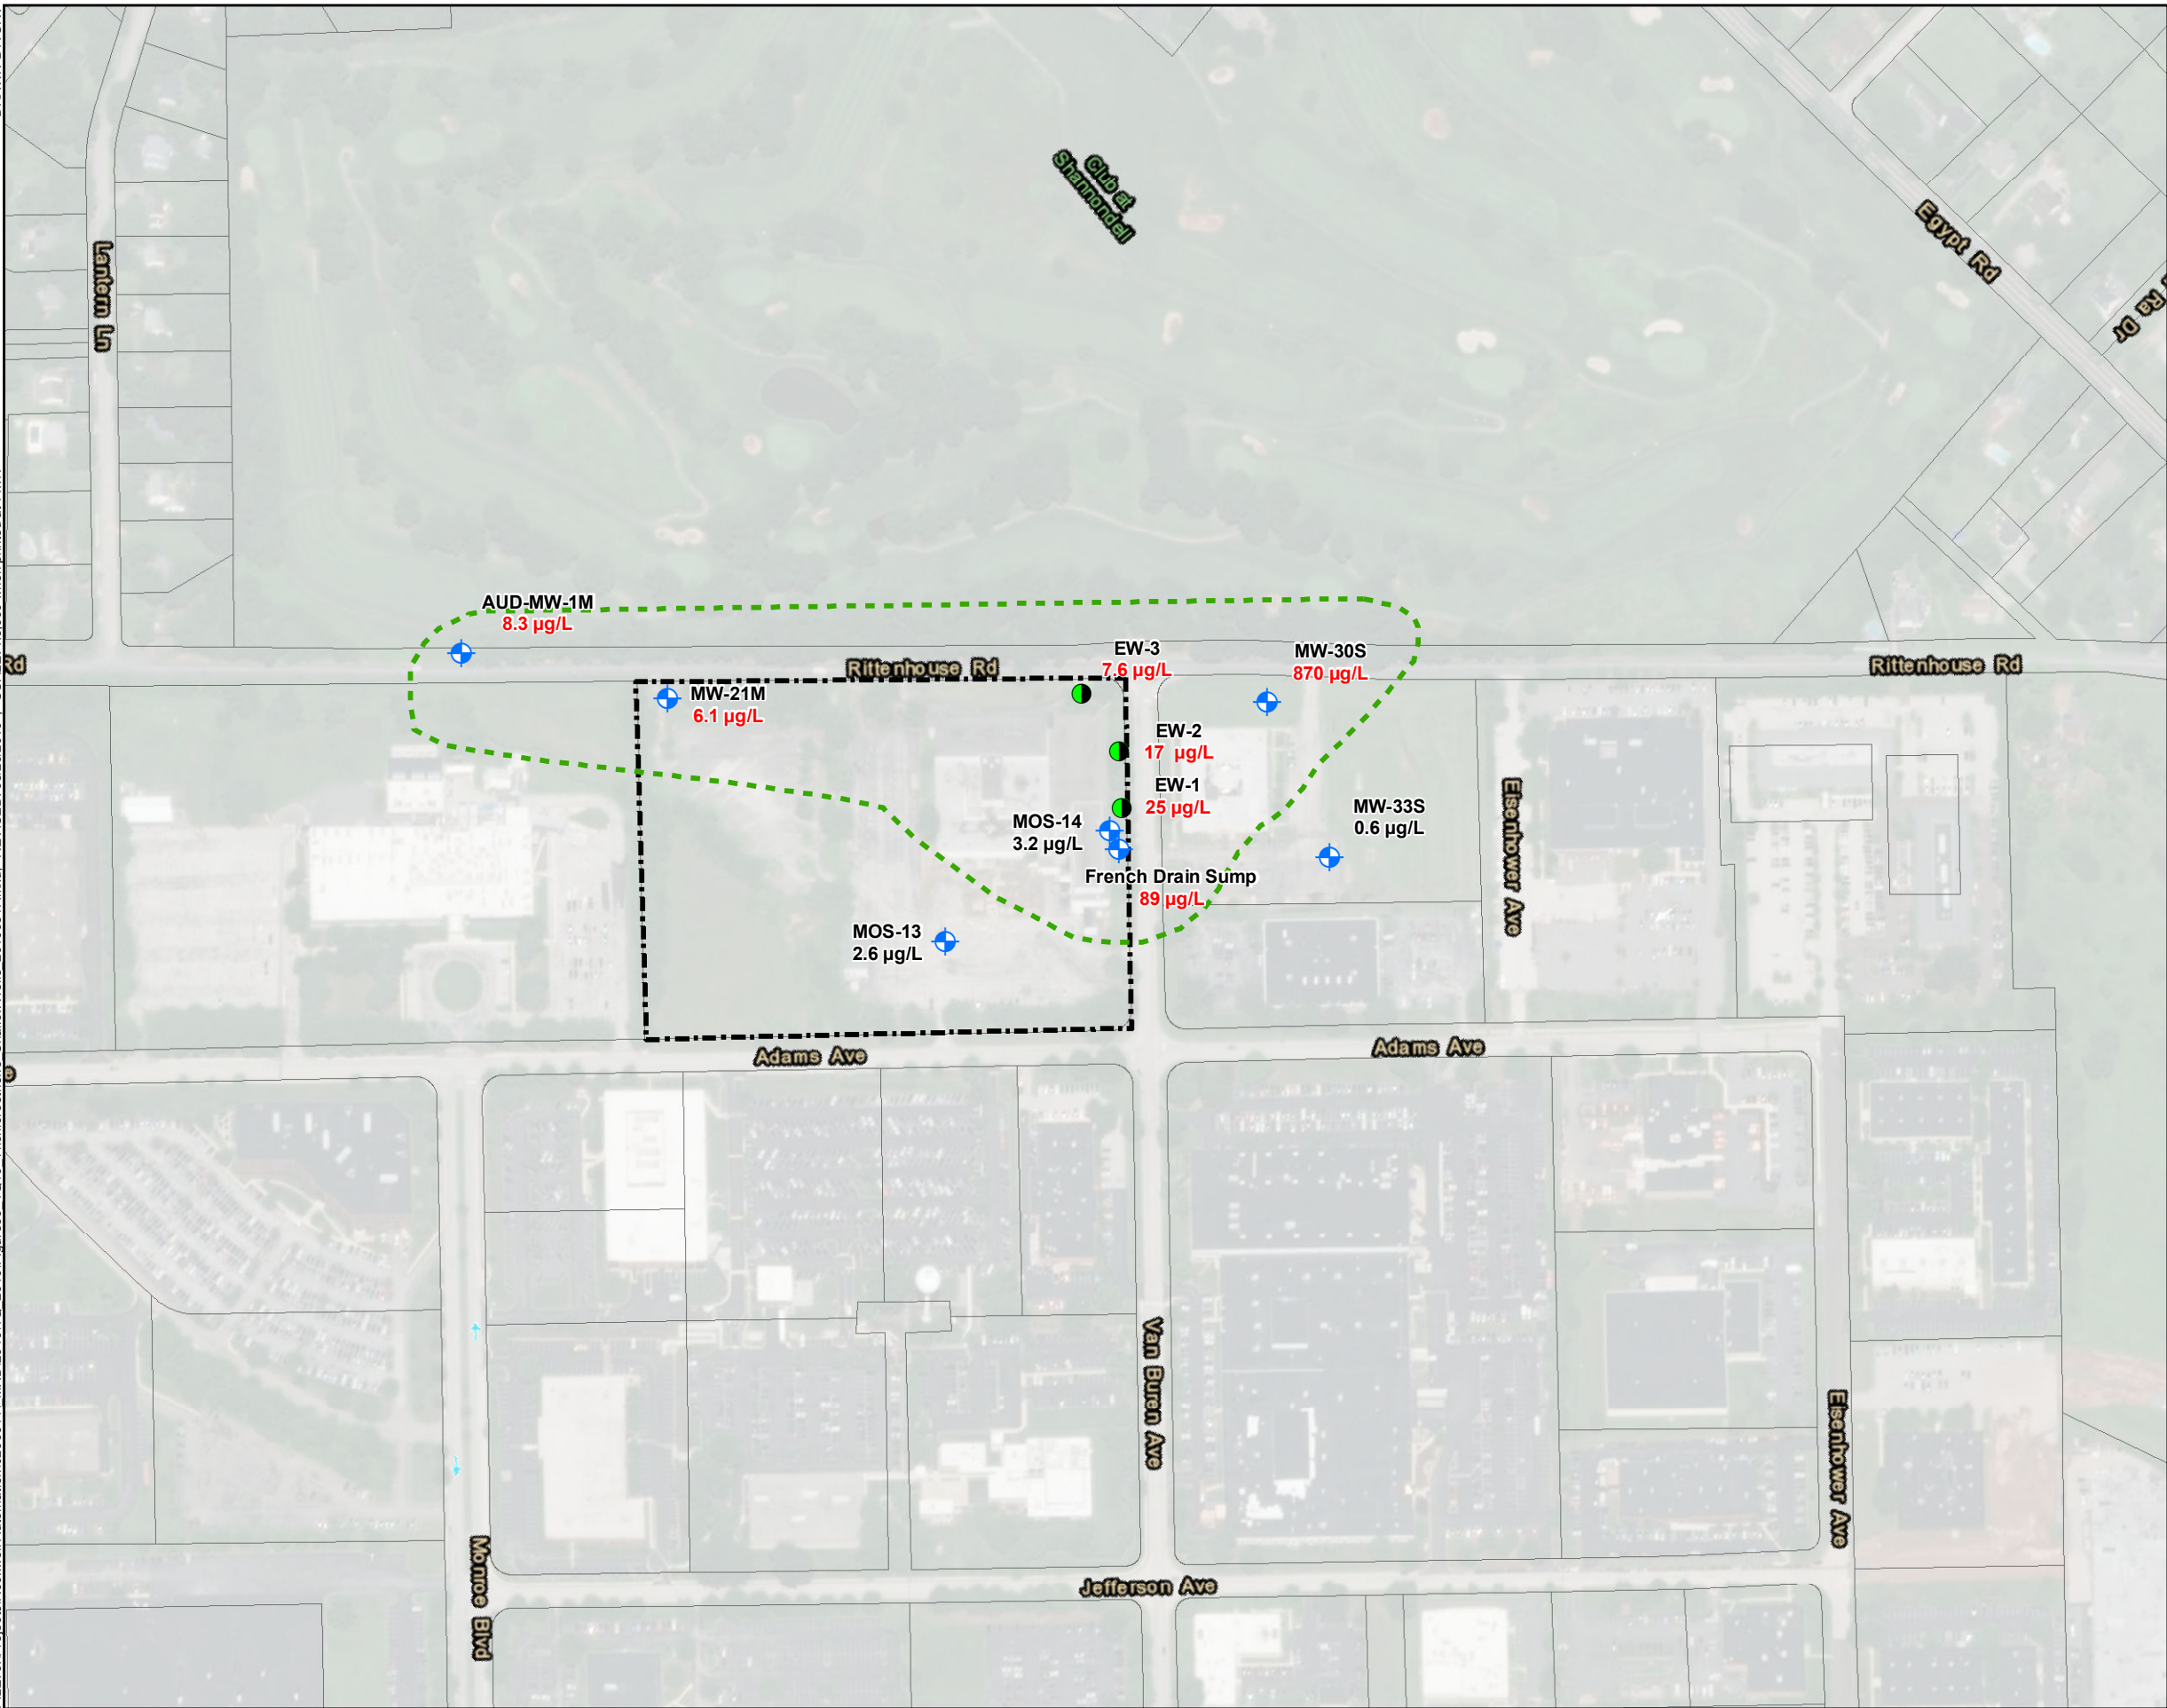 Club at
Shannondell
Egypt Rd
Ra Dr
Lantern Ln
AUD-MW-1M
8.3 µg/L
Rd
Rittenhouse Rd
EW-3
7.6 µg/L
MW-30S
870 µg/L
Rittenhouse Rd
MW-21M
6.1 µg/L
EW-2
17 µg/L
EW-1
25 µg/L
MOS-14
3.2 µg/L
MW-33S
0.6 µg/L
Eisenhower Ave
French Drain Sump
89 µg/L
MOS-13
2.6 µg/L
Adams Ave
Adams Ave
e
Van Buren Ave
Eisenhower Ave
Monroe Blvd
Jefferson Ave